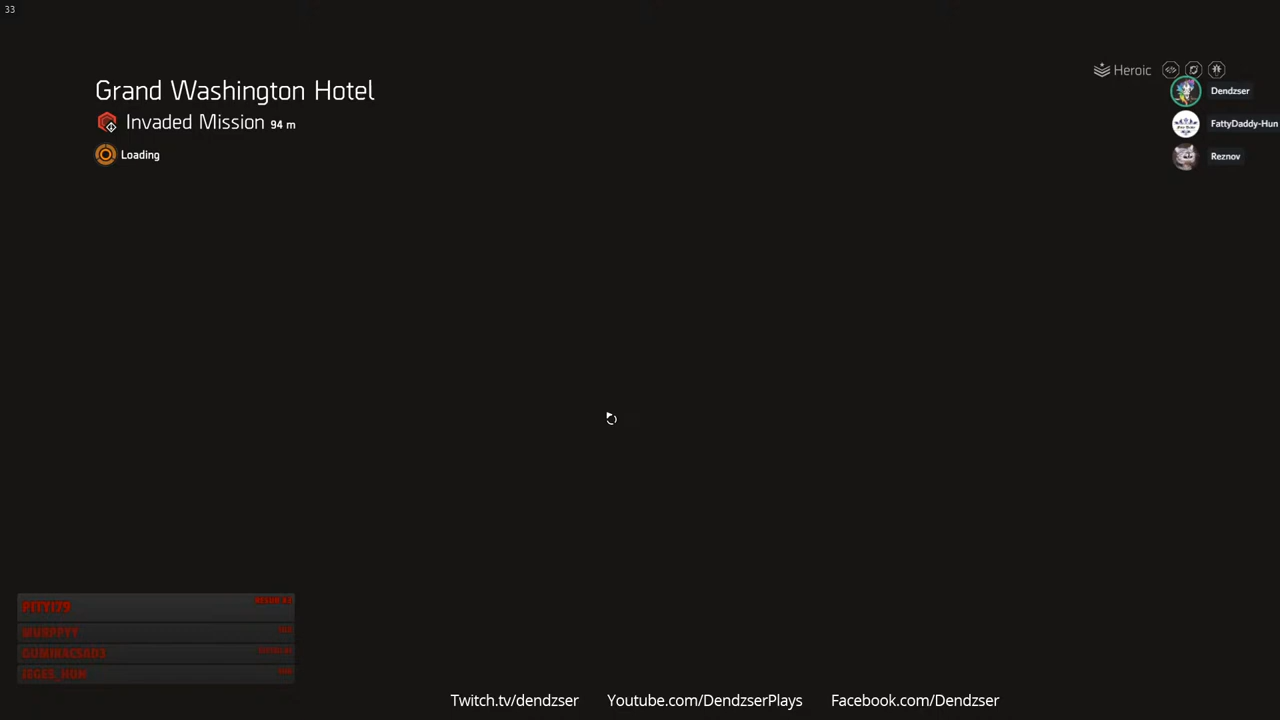 33
Grand Washington Hotel
Invaded Mission 94 m
Loading
Heroic
Dendzser
FattyDaddy-Hun
Reznov
Twitch.tv/dendzser Youtube.com/DendzserPlays Facebook.com/Dendzser